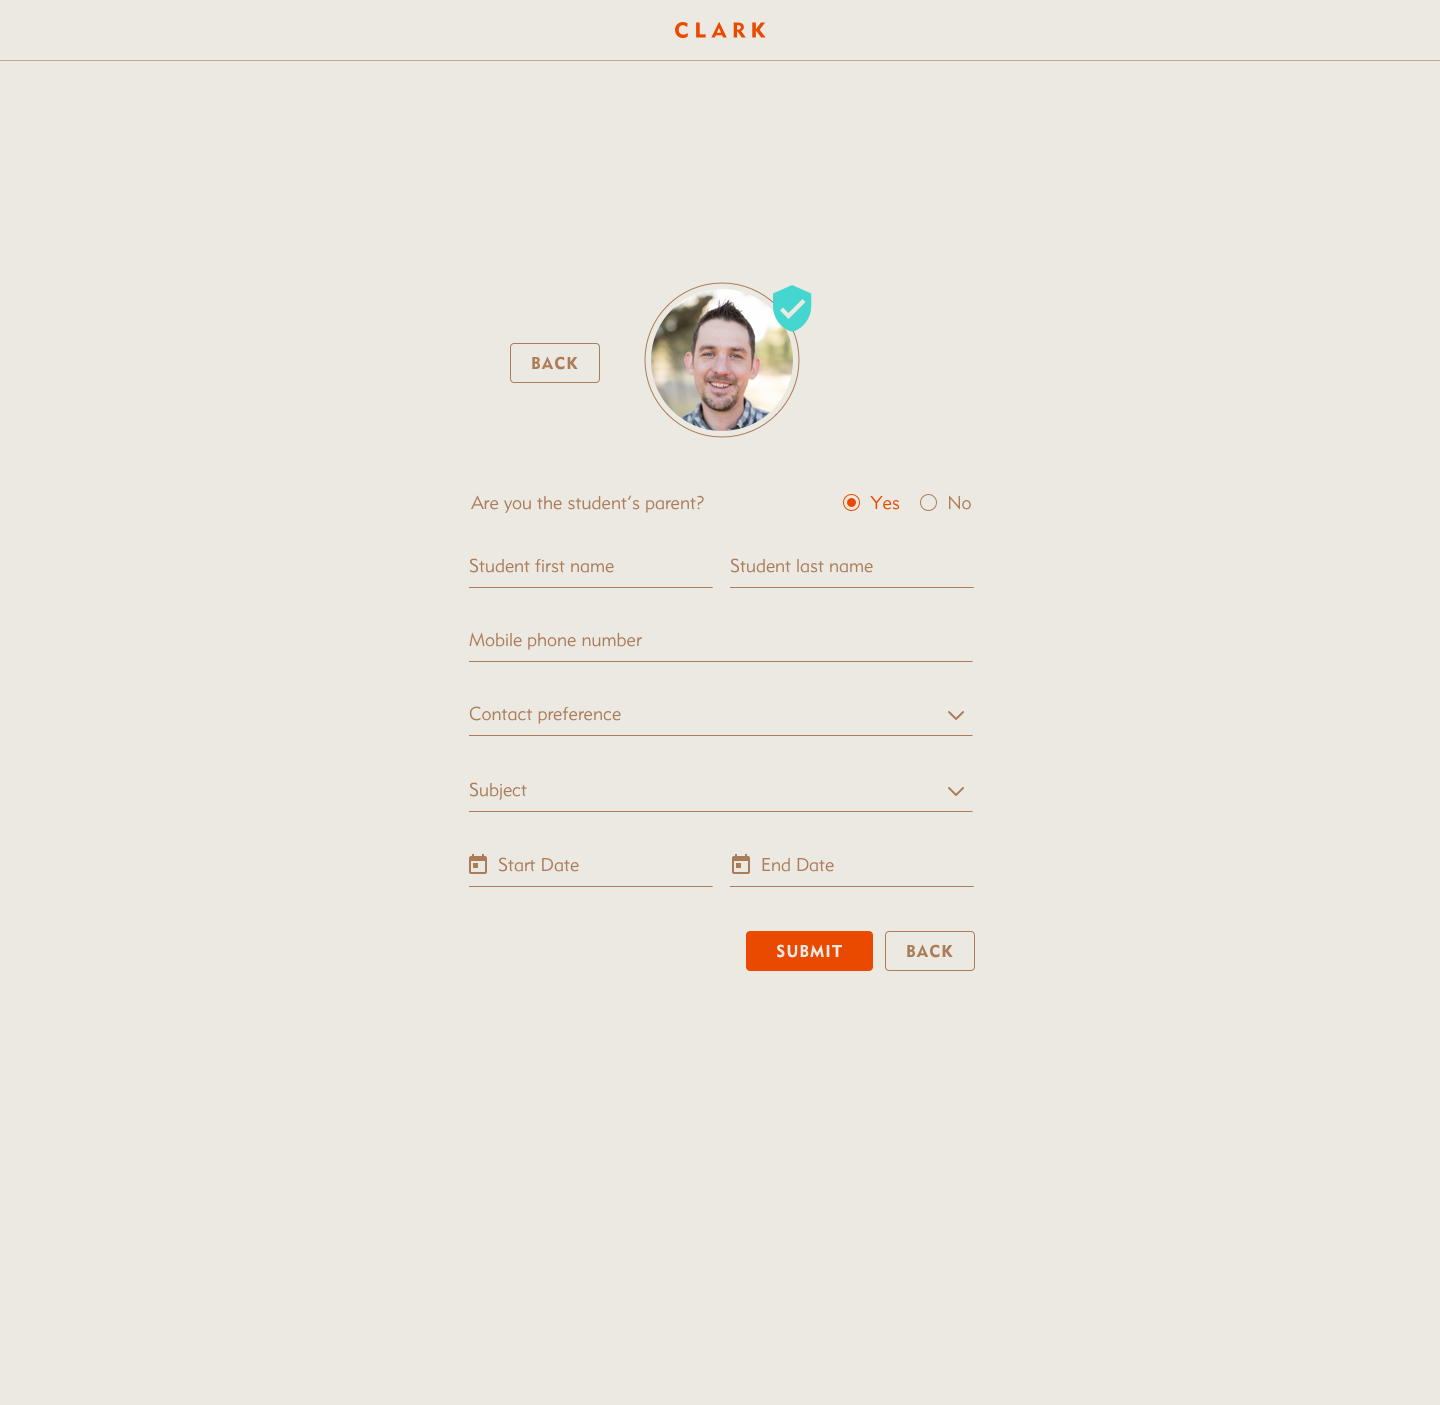 CLARK
BACK
Are you the student's parent?
Yes
No
Student first name
Student last name
Mobile phone number
Contact preference
Subject
Start Date
End Date
SUBMIT
BACK